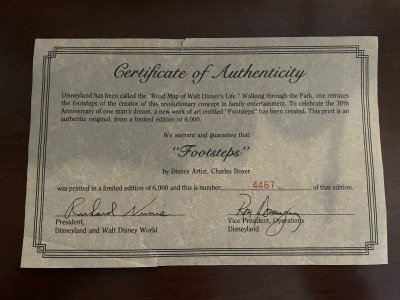 Certificate of Authenticity
Disneyland has been called the "Road Map of Walt Disney's Life." Walking through the Park, one retraces
the footsteps of the creator of this revolutionary concept in family entertainment. To celebrate the 30th
Anniversary of one man's dream, a new work of art entitled "Footsteps" has been created. This print is an
authentic original, from a limited edition of 6,000.
We warrant and guarantee that
"Footsteps"
by Disney Artist, Charles Boyer
was printed in a limited edition of 6,000 and this is number 4467 of that edition.
Richard Nunis
President,
Disneyland and Walt Disney World
Ron Dominguez
Vice President, Operations
Disneyland